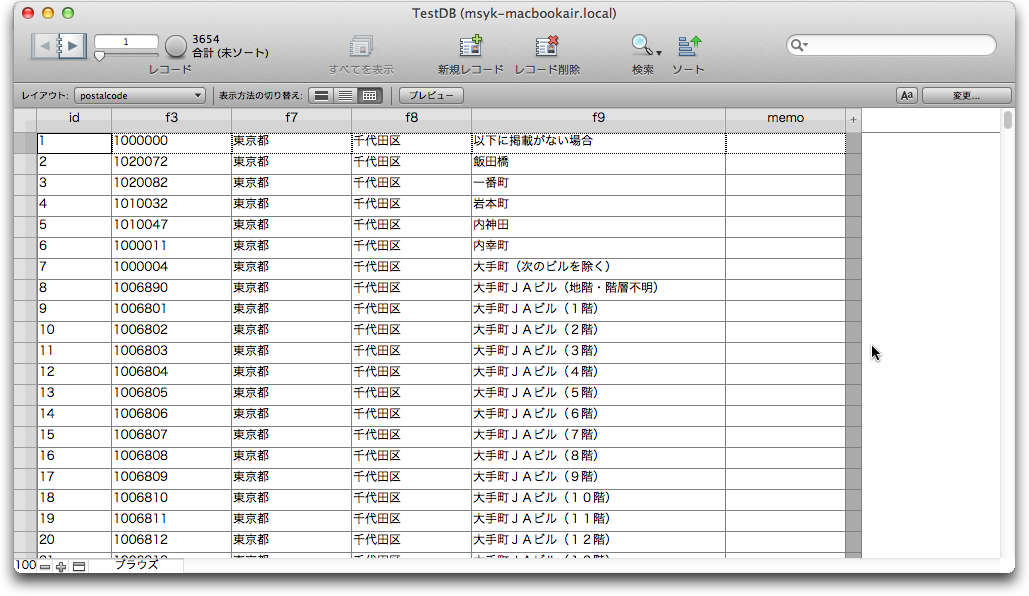 TestDB (msyk-macbookair.local)
1
3654
合計 (未ソート)
レコード
すべてを表示
新規レコード
レコード削除
検索
ソート
レイアウト: postalcode 表示方法の切り替え: プレビュー Aa 変更...
id f3 f7 f8 f9 memo +
1 1000000 東京都 千代田区 以下に掲載がない場合
2 1020072 東京都 千代田区 飯田橋
3 1020082 東京都 千代田区 一番町
4 1010032 東京都 千代田区 岩本町
5 1010047 東京都 千代田区 内神田
6 1000011 東京都 千代田区 内幸町
7 1000004 東京都 千代田区 大手町（次のビルを除く）
8 1006890 東京都 千代田区 大手町ＪＡビル（地階・階層不明）
9 1006801 東京都 千代田区 大手町ＪＡビル（１階）
10 1006802 東京都 千代田区 大手町ＪＡビル（２階）
11 1006803 東京都 千代田区 大手町ＪＡビル（３階）
12 1006804 東京都 千代田区 大手町ＪＡビル（４階）
13 1006805 東京都 千代田区 大手町ＪＡビル（５階）
14 1006806 東京都 千代田区 大手町ＪＡビル（６階）
15 1006807 東京都 千代田区 大手町ＪＡビル（７階）
16 1006808 東京都 千代田区 大手町ＪＡビル（８階）
17 1006809 東京都 千代田区 大手町ＪＡビル（９階）
18 1006810 東京都 千代田区 大手町ＪＡビル（１０階）
19 1006811 東京都 千代田区 大手町ＪＡビル（１１階）
20 1006812 東京都 千代田区 大手町ＪＡビル（１２階）
100 ブラウズ